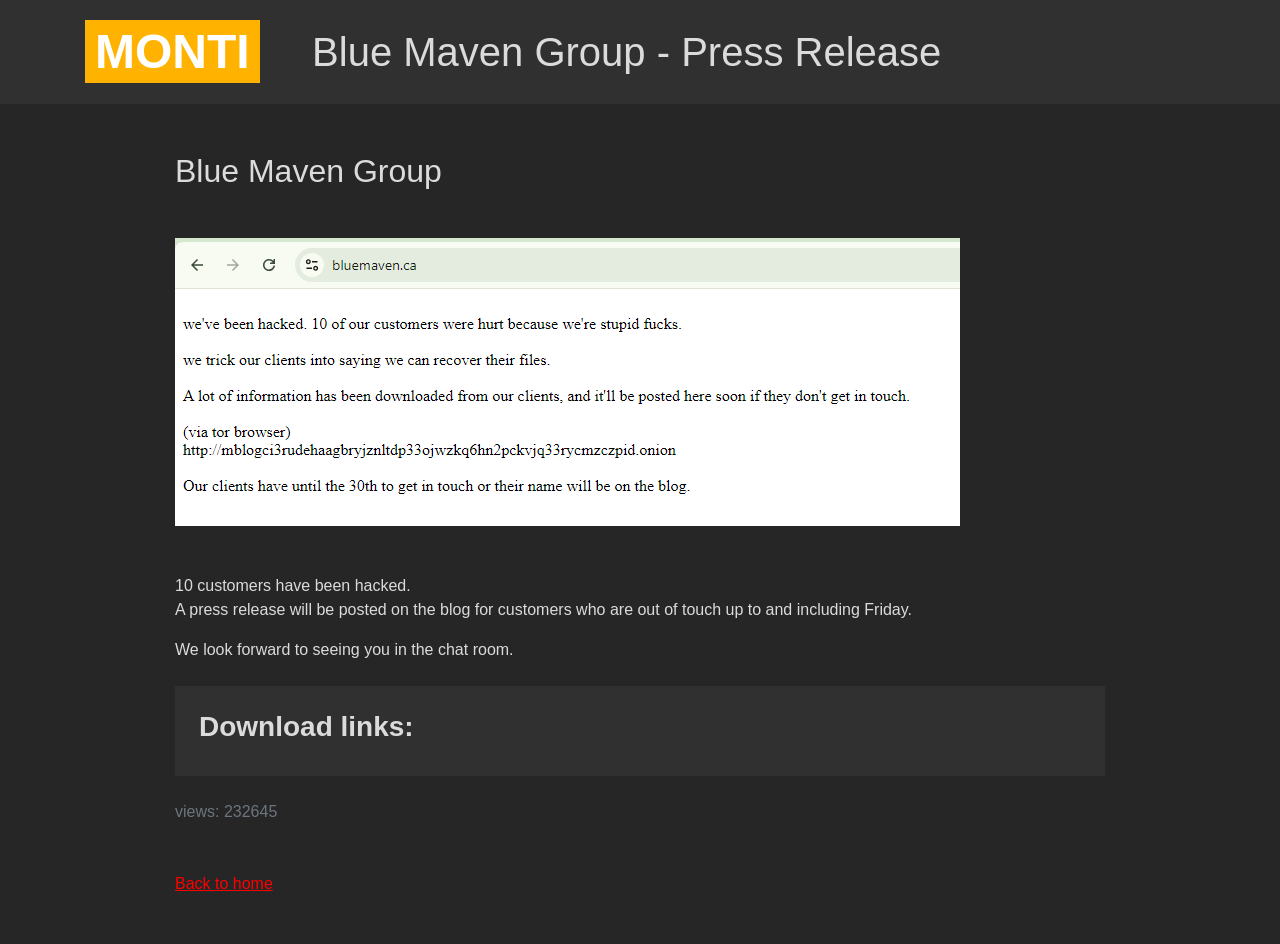 MONTI
Blue Maven Group - Press Release
Blue Maven Group
bluemaven.ca
we've been hacked. 10 of our customers were hurt because we're stupid fucks.
we trick our clients into saying we can recover their files.
A lot of information has been downloaded from our clients, and it'll be posted here soon if they don't get in touch.
(via tor browser)
http://mblogci3rudehaagbryjznltdp33ojwzkq6hn2pckvjq33rycmzczpid.onion
Our clients have until the 30th to get in touch or their name will be on the blog.
10 customers have been hacked.
A press release will be posted on the blog for customers who are out of touch up to and including Friday.
We look forward to seeing you in the chat room.
Download links:
views: 232645
Back to home